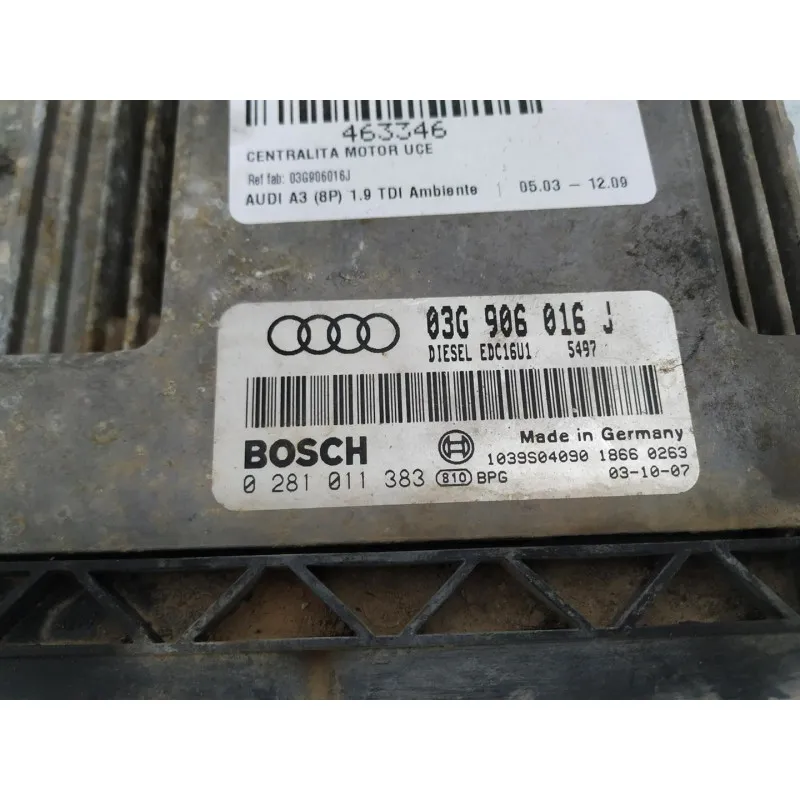 463346
CENTRALITA MOTOR UCE
Ref fab: 03G906016J
AUDI A3 (8P) 1.9 TDI Ambiente | 05.03 - 12.09
03G 906 016 J
DIESEL EDC16U1 5497
BOSCH
Made in Germany
1039S04090 1866 0263
0 281 011 383 810 BPG
03-10-07